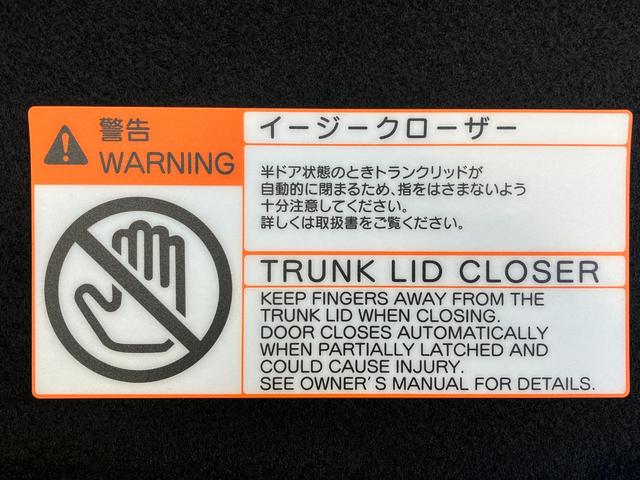 警告
WARNING
イージークローザー
半ドア状態のときトランクリッドが
自動的に閉まるため、指をはさまないよう
十分注意してください。
詳しくは取扱書をご覧ください。
TRUNK LID CLOSER
KEEP FINGERS AWAY FROM THE
TRUNK LID WHEN CLOSING.
DOOR CLOSES AUTOMATICALLY
WHEN PARTIALLY LATCHED AND
COULD CAUSE INJURY.
SEE OWNER'S MANUAL FOR DETAILS.